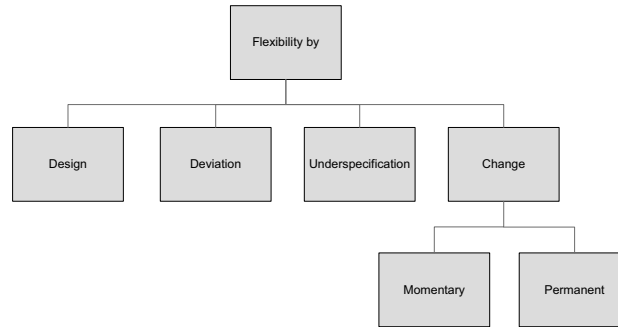 Flexibility by
Design
Deviation
Underspecification
Change
Momentary
Permanent